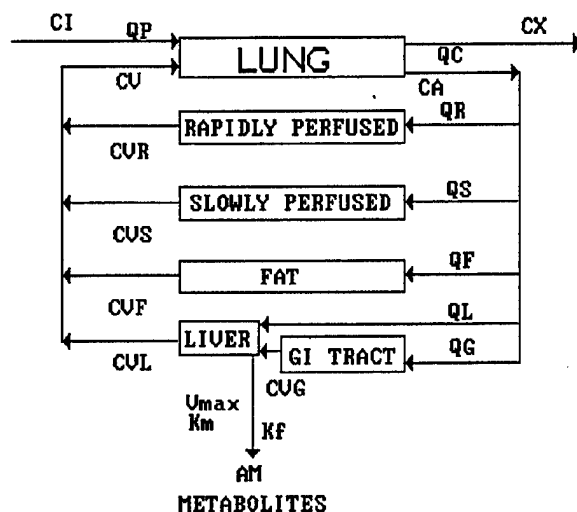 CI
QP
CX
LUNG
QC
CV
CA
RAPIDLY PERFUSED
QR
CVR
SLOWLY PERFUSED
QS
CVS
FAT
QF
CVF
QL
LIVER
GI TRACT
QG
CVL
CVG
Vmax
Km
Kf
AM
METABOLITES